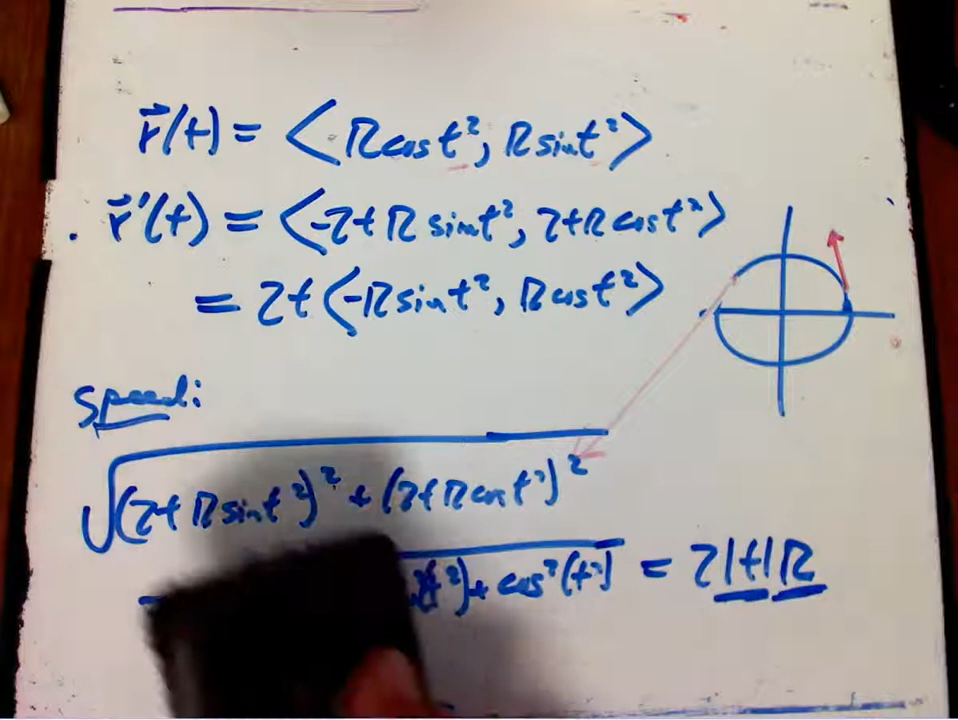 r⃗(t) = ⟨R cos t², R sin t²⟩
r⃗'(t) = ⟨-2t R sin t², 2t R cos t²⟩
= 2t ⟨-R sin t², R cos t²⟩
Speed:
√((2t R sin t²)² + (2t R cos t²)²)
t²) + cos²(t²) = 2|t|R